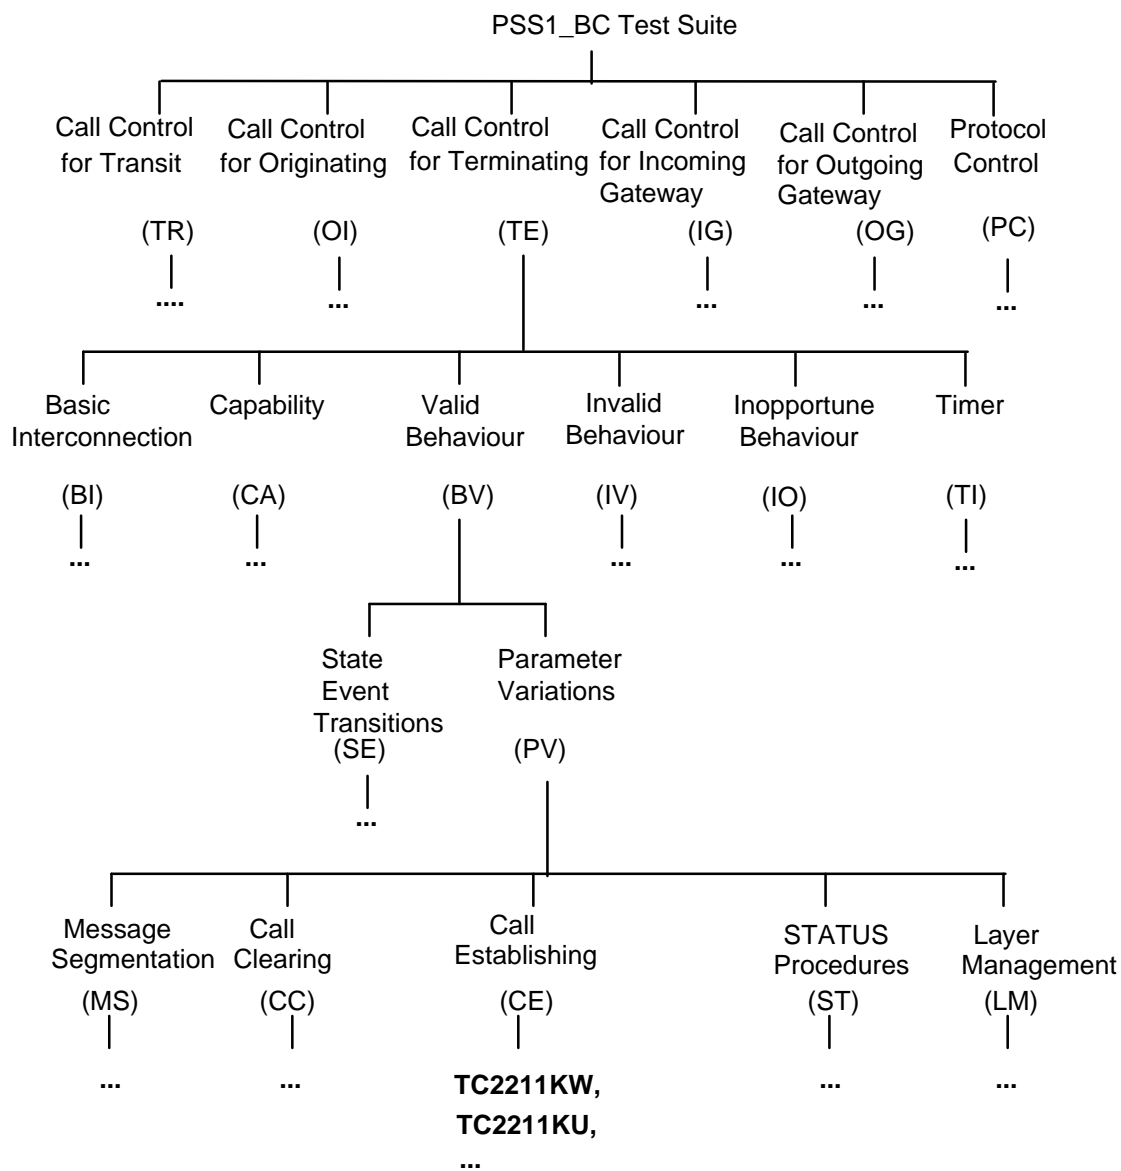 PSS1_BC Test Suite
Call Control
for Transit
(TR)
....
Call Control
for Originating
(OI)
...
Call Control
for Terminating
(TE)
Call Control
for Incoming
Gateway
(IG)
...
Call Control
for Outgoing
Gateway
(OG)
...
Protocol
Control
(PC)
...
Basic
Interconnection
(BI)
...
Capability
(CA)
...
Valid
Behaviour
(BV)
Invalid
Behaviour
(IV)
...
Inopportune
Behaviour
(IO)
...
Timer
(TI)
...
State
Event
Transitions
(SE)
...
Parameter
Variations
(PV)
Message
Segmentation
(MS)
...
Call
Clearing
(CC)
...
Call
Establishing
(CE)
TC2211KW,
TC2211KU,
...
STATUS
Procedures
(ST)
...
Layer
Management
(LM)
...